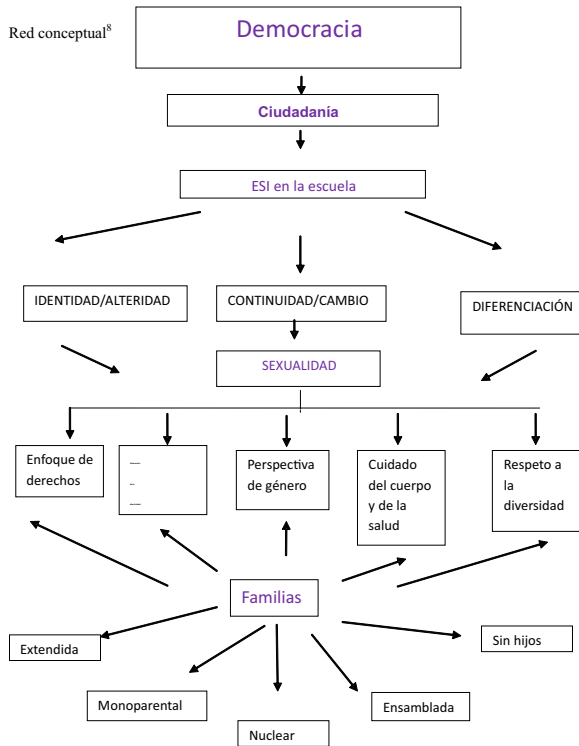 Red conceptual8
Democracia
Ciudadanía
ESI en la escuela
IDENTIDAD/ALTERIDAD
CONTINUIDAD/CAMBIO
DIFERENCIACIÓN
SEXUALIDAD
Enfoque de
derechos
Perspectiva
de género
Cuidado
del cuerpo
y de la
salud
Respeto a
la
diversidad
Familias
Extendida
Sin hijos
Monoparental
Ensamblada
Nuclear